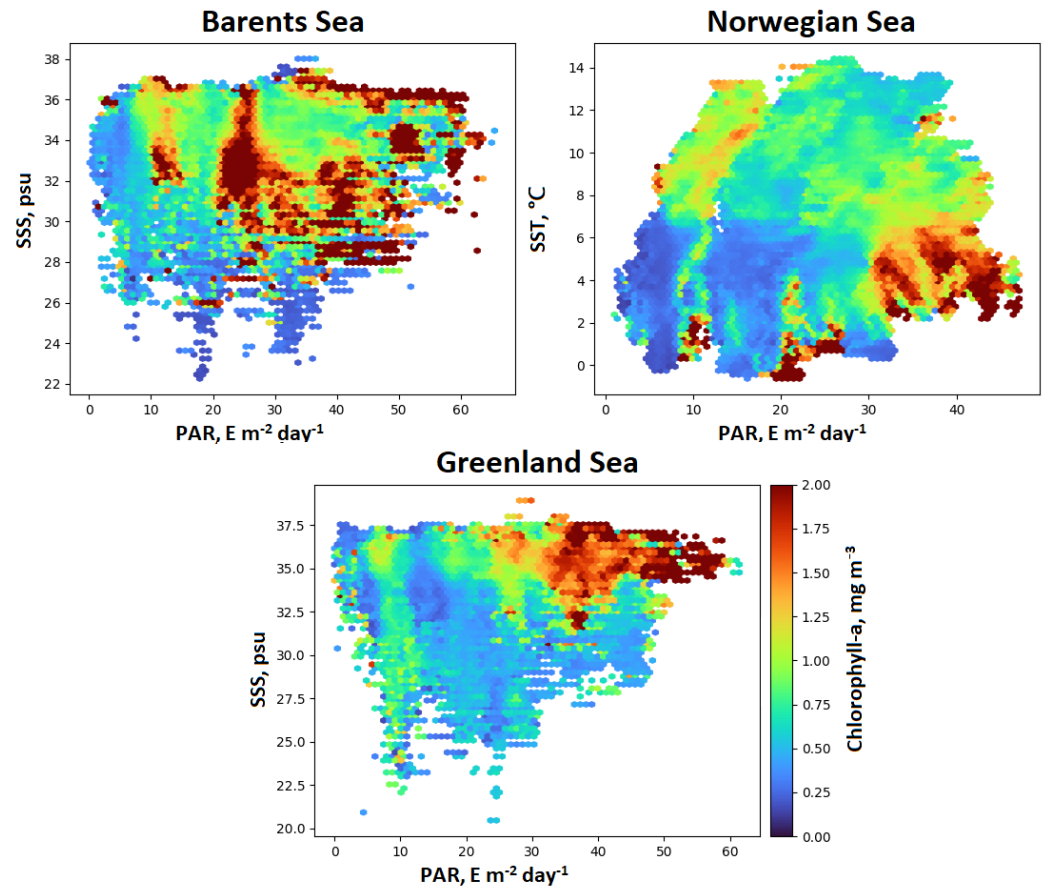 Barents Sea
Norwegian Sea
38
36
34
32
30
28
26
24
22
SSS, psu
0 10 20 30 40 50 60
PAR, E m⁻² day⁻¹
14
12
10
8
6
4
2
0
SST, °C
0 10 20 30 40
PAR, E m⁻² day⁻¹
Greenland Sea
37.5
35.0
32.5
30.0
27.5
25.0
22.5
20.0
SSS, psu
0 10 20 30 40 50 60
PAR, E m⁻² day⁻¹
2.00
1.75
1.50
1.25
1.00
0.75
0.50
0.25
0.00
Chlorophyll-a, mg m⁻³